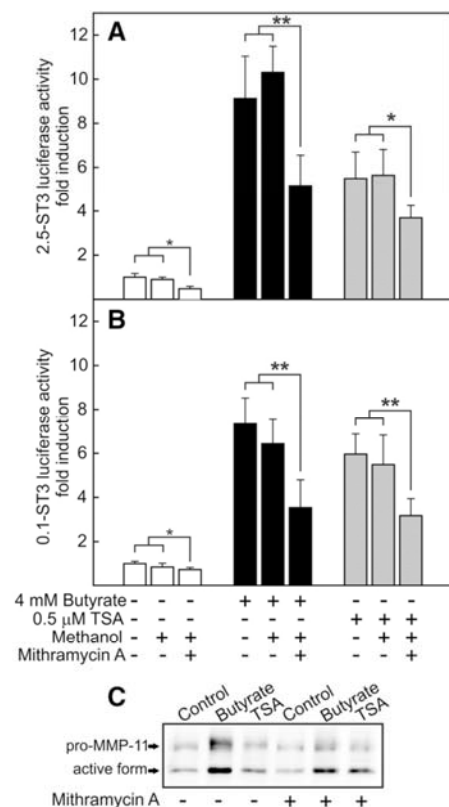 A
2.5-ST3 luciferase activity
fold induction
12
10
8
6
4
2
*
**
*
B
0.1-ST3 luciferase activity
fold induction
12
10
8
6
4
2
*
**
**
4 mM Butyrate - - - + + + - - -
0.5 µM TSA - - - - - - + + +
Methanol - + + - + + - + +
Mithramycin A - - + - - + - - +
C
Control Butyrate TSA Control Butyrate TSA
pro-MMP-11
active form
Mithramycin A - - - + + +